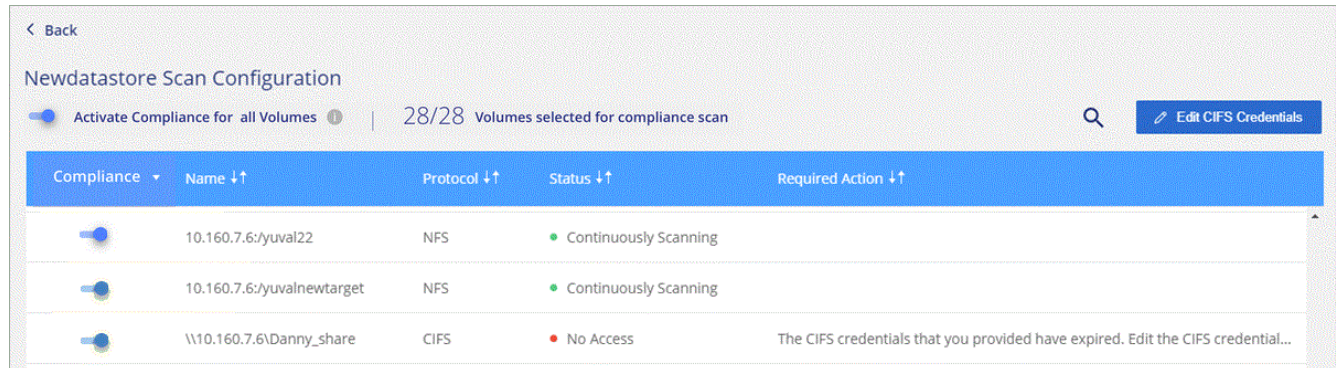 Back
Newdatastore Scan Configuration
Activate Compliance for all Volumes i | 28/28 Volumes selected for compliance scan Edit CIFS Credentials
Compliance Name ↓↑ Protocol ↓↑ Status ↓↑ Required Action ↓↑
10.160.7.6:/yuval22 NFS Continuously Scanning
10.160.7.6:/yuvalnewtarget NFS Continuously Scanning
\\10.160.7.6\Danny_share CIFS No Access The CIFS credentials that you provided have expired. Edit the CIFS credential...